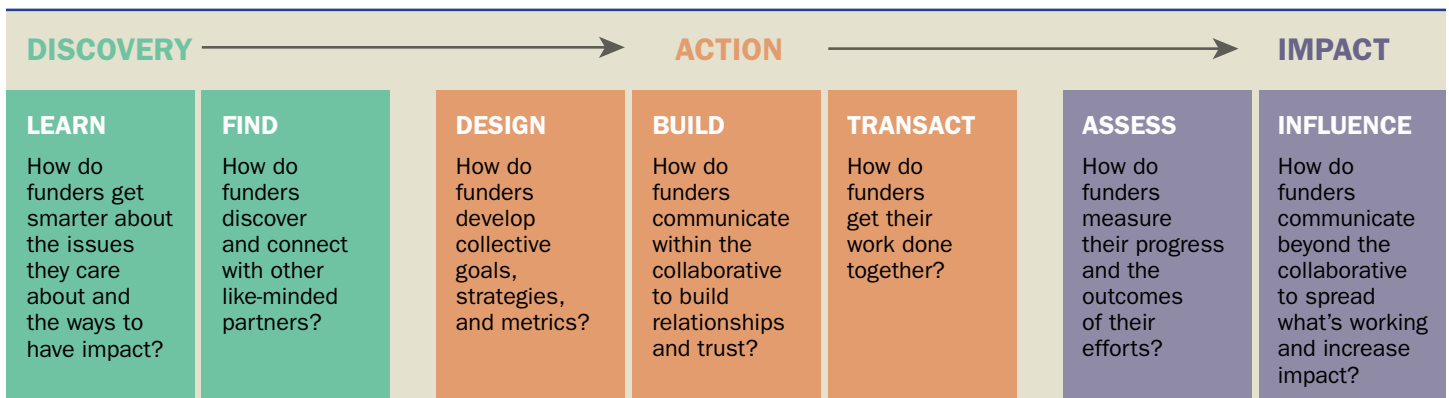 DISCOVERY
ACTION
IMPACT
LEARN
How do
funders get
smarter about
the issues
they care
about and
the ways to
have impact?
FIND
How do
funders
discover
and connect
with other
like-minded
partners?
DESIGN
How do
funders
develop
collective
goals,
strategies,
and metrics?
BUILD
How do
funders
communicate
within the
collaborative
to build
relationships
and trust?
TRANSACT
How do
funders
get their
work done
together?
ASSESS
How do
funders
measure
their progress
and the
outcomes
of their
efforts?
INFLUENCE
How do
funders
communicate
beyond the
collaborative
to spread
what’s working
and increase
impact?